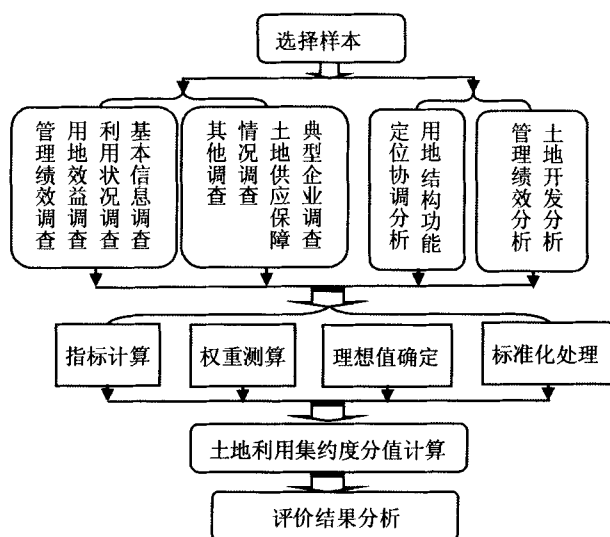 选择样本
基本信息调查
利用状况调查
用地效益调查
管理绩效调查
典型企业调查
土地供应保障
情况调查
其他调查
用地结构功能
定位协调分析
土地开发分析
管理绩效分析
指标计算
权重测算
理想值确定
标准化处理
土地利用集约度分值计算
评价结果分析